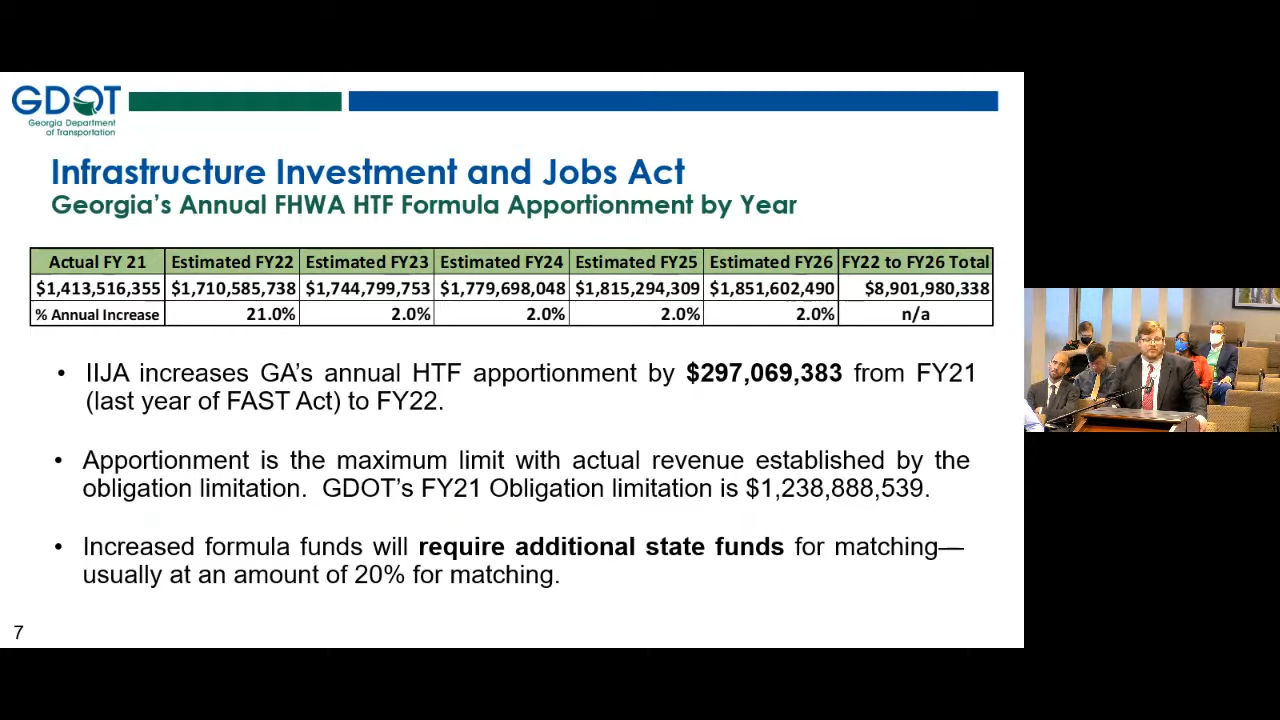 GDOT
Georgia Department
of Transportation
Infrastructure Investment and Jobs Act
Georgia's Annual FHWA HTF Formula Apportionment by Year
Actual FY 21 Estimated FY22 Estimated FY23 Estimated FY24 Estimated FY25 Estimated FY26 FY22 to FY26 Total
$1,413,516,355 $1,710,585,738 $1,744,799,753 $1,779,698,048 $1,815,294,309 $1,851,602,490 $8,901,980,338
% Annual Increase 21.0% 2.0% 2.0% 2.0% 2.0% n/a
• IIJA increases GA's annual HTF apportionment by $297,069,383 from FY21
(last year of FAST Act) to FY22.
• Apportionment is the maximum limit with actual revenue established by the
obligation limitation. GDOT's FY21 Obligation limitation is $1,238,888,539.
• Increased formula funds will require additional state funds for matching—
usually at an amount of 20% for matching.
7